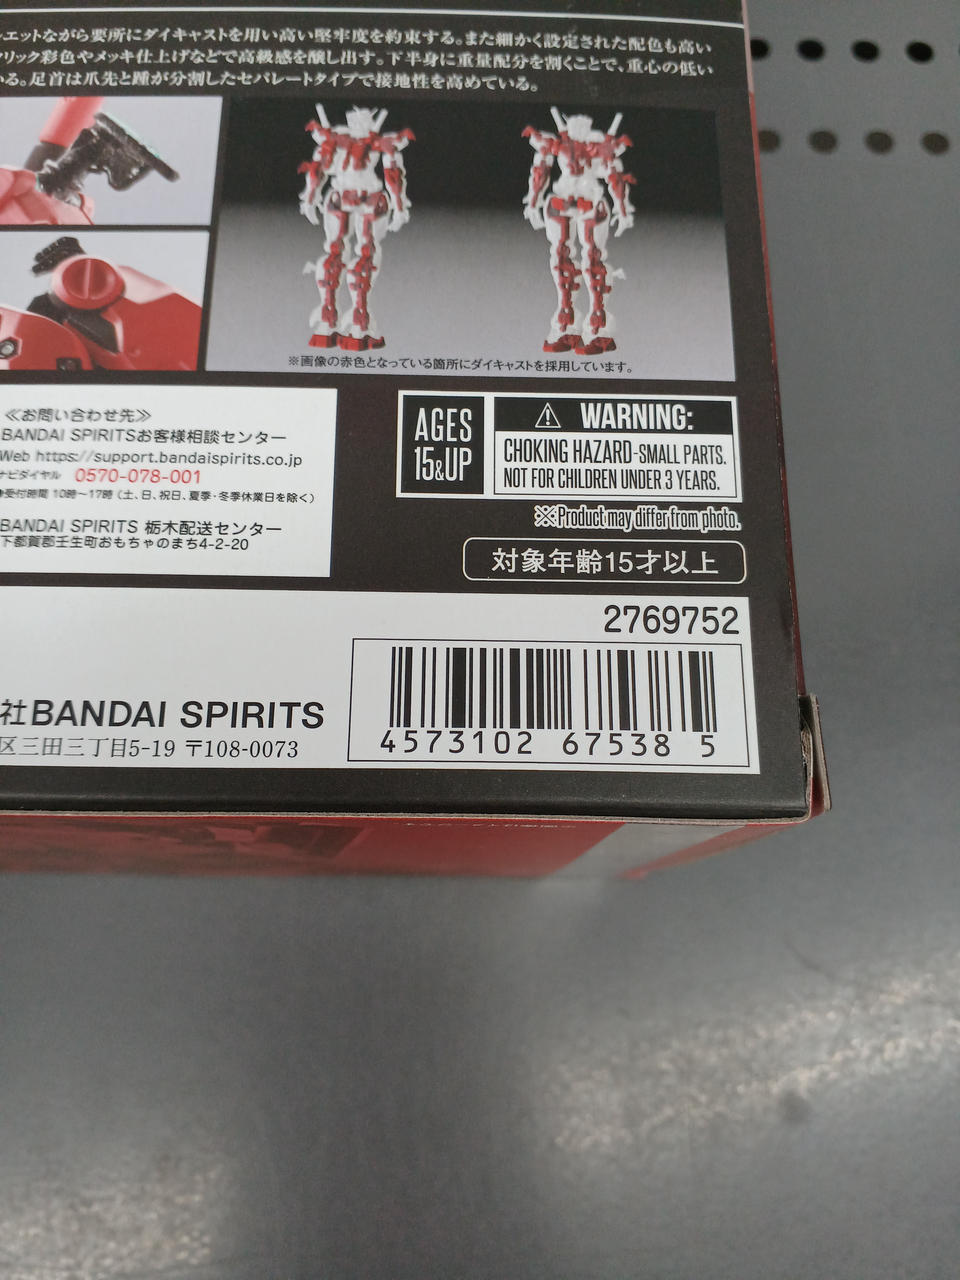 エットながら要所にダイキャストを用い高い堅牢度を約束する。また細かく設定された配色も高い
リック彩色やメッキ仕上げなどで高級感を醸し出す。下半身に重量配分を割くことで、重心の低い
いる。足首は爪先と踵が分割したセパレートタイプで接地性を高めている。
※画像の赤色となっている箇所にダイキャストを採用しています。
≪お問い合わせ先≫
BANDAI SPIRITSお客様相談センター
Web https://support.bandaispirits.co.jp
ナビダイヤル 0570-078-001
●受付時間 10時〜17時（土、日、祝日、夏季・冬季休業日を除く）
BANDAI SPIRITS 栃木配送センター
下都賀郡壬生町おもちゃのまち4-2-20
AGES
15&UP
⚠ WARNING:
CHOKING HAZARD-SMALL PARTS.
NOT FOR CHILDREN UNDER 3 YEARS.
※Product may differ from photo.
対象年齢15才以上
2769752
社BANDAI SPIRITS
区三田三丁目5-19 〒108-0073
4573102 67538 5